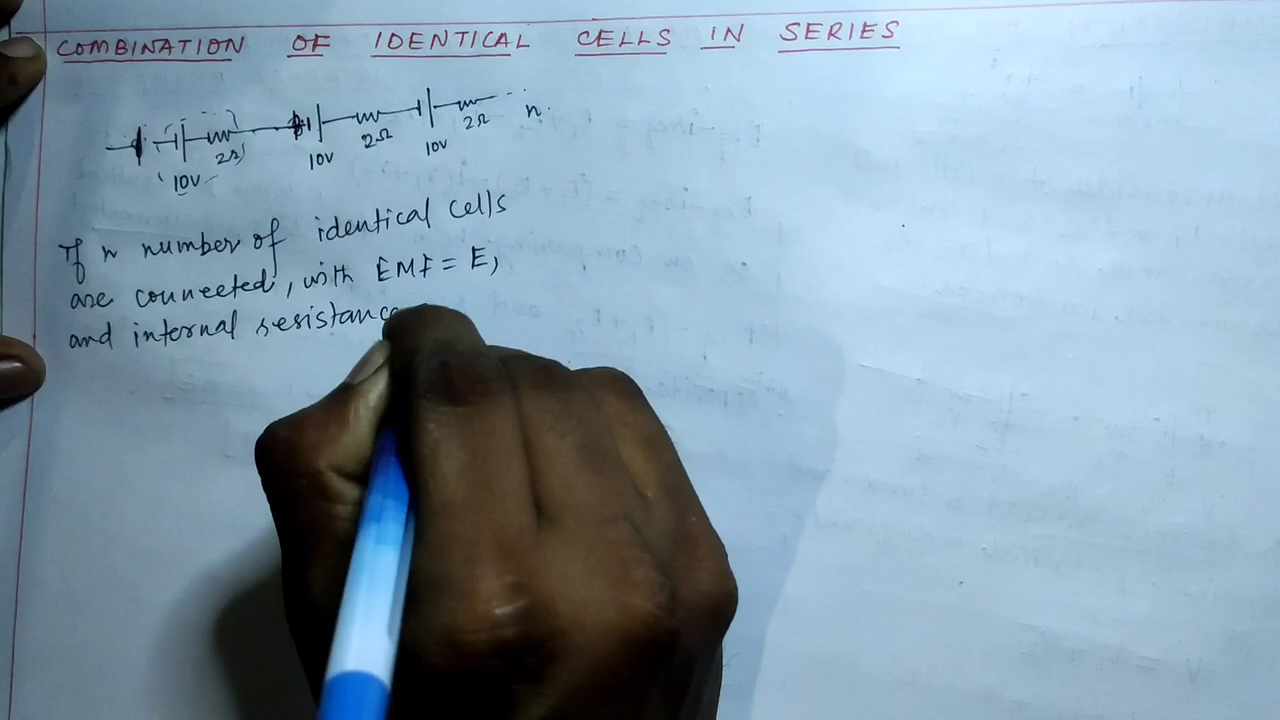 COMBINATION OF IDENTICAL CELLS IN SERIES
2Ω 2Ω 2Ω n
10V 10V 10V
If n number of identical cells
are connected, with EMF = E,
and internal resistance